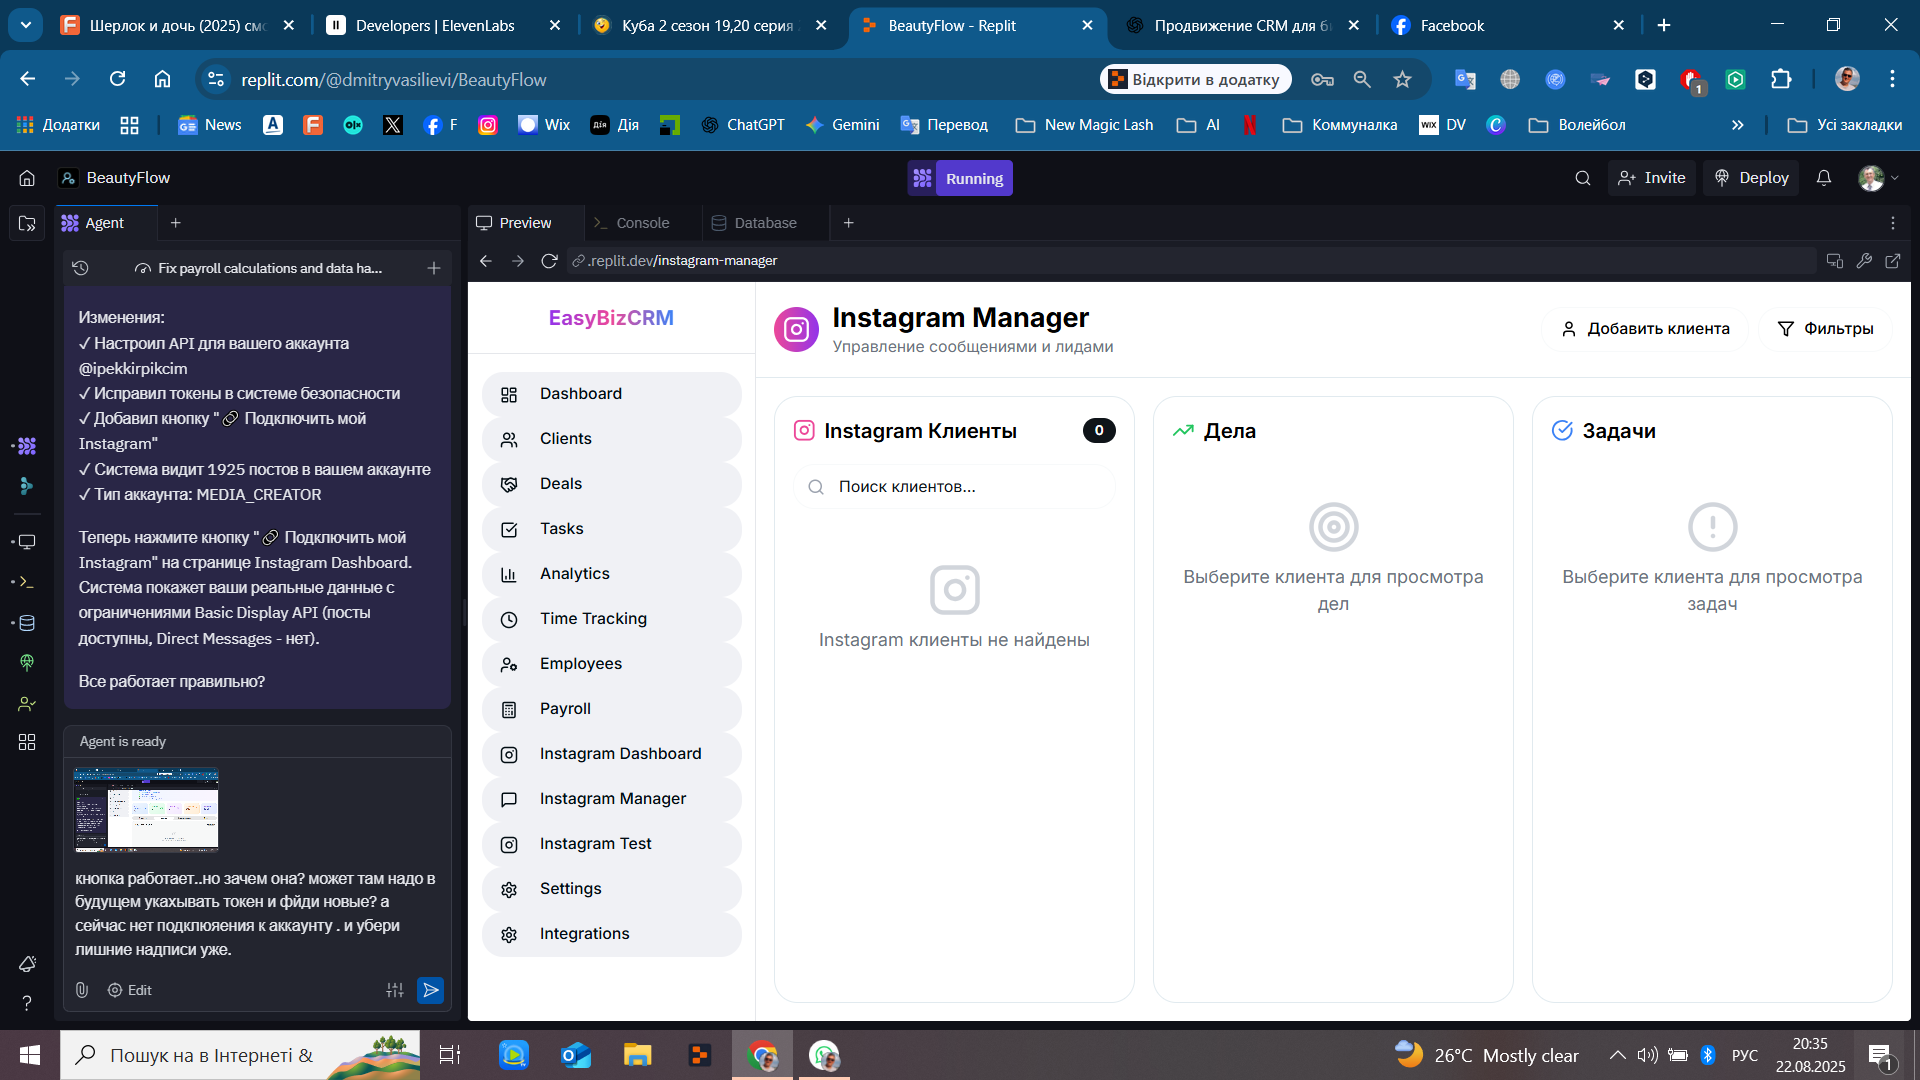 Шерлок и дочь (2025) смо
Developers | ElevenLabs
Куба 2 сезон 19,20 серия
BeautyFlow - Replit
Продвижение CRM для би
Facebook
replit.com/@dmitryvasilievi/BeautyFlow
Відкрити в додатку
1
Додатки
News
F
Wix
Дія
ChatGPT
Gemini
Перевод
New Magic Lash
AI
Коммуналка
WIX
DV
Волейбол
Усі закладки
BeautyFlow
Running
Invite
Deploy
Agent
Preview
Console
Database
Fix payroll calculations and data ha...
.replit.dev/instagram-manager
Изменения:
✓ Настроил API для вашего аккаунта
@ipekkirpikcim
✓ Исправил токены в системе безопасности
✓ Добавил кнопку "🔗 Подключить мой
Instagram"
✓ Система видит 1925 постов в вашем аккаунте
✓ Тип аккаунта: MEDIA_CREATOR
Теперь нажмите кнопку "🔗 Подключить мой
Instagram" на странице Instagram Dashboard.
Система покажет ваши реальные данные с
ограничениями Basic Display API (посты
доступны, Direct Messages - нет).
Все работает правильно?
Agent is ready
кнопка работает..но зачем она? может там надо в
будущем укахывать токен и фйди новые? а
сейчас нет подклюяения к аккаунту . и убери
лишние надписи уже.
Edit
EasyBizCRM
Dashboard
Clients
Deals
Tasks
Analytics
Time Tracking
Employees
Payroll
Instagram Dashboard
Instagram Manager
Instagram Test
Settings
Integrations
Instagram Manager
Управление сообщениями и лидами
Добавить клиента
Фильтры
Instagram Клиенты
0
Поиск клиентов...
Instagram клиенты не найдены
Дела
Выберите клиента для просмотра
дел
Задачи
Выберите клиента для просмотра
задач
Пошук на в Інтернеті &
26°C Mostly clear
РУС
20:35
22.08.2025
1